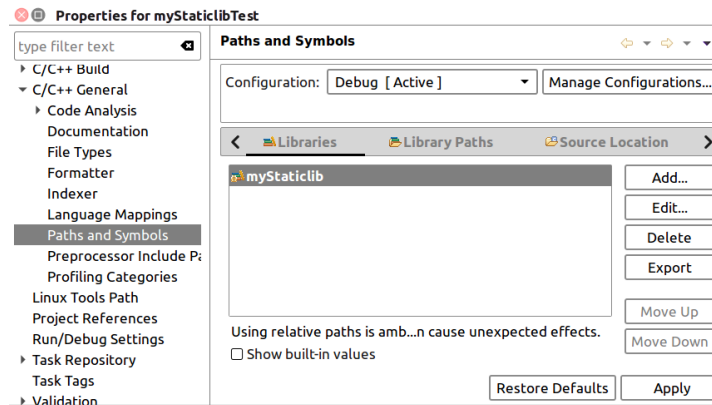 Properties for myStaticlibTest
type filter text
C/C++ Build
C/C++ General
Code Analysis
Documentation
File Types
Formatter
Indexer
Language Mappings
Paths and Symbols
Preprocessor Include Pa
Profiling Categories
Linux Tools Path
Project References
Run/Debug Settings
Task Repository
Task Tags
Validation
Paths and Symbols
Configuration: Debug [ Active ] Manage Configurations...
Libraries Library Paths Source Location
myStaticlib
Add...
Edit...
Delete
Export
Move Up
Move Down
Using relative paths is amb...n cause unexpected effects.
Show built-in values
Restore Defaults Apply